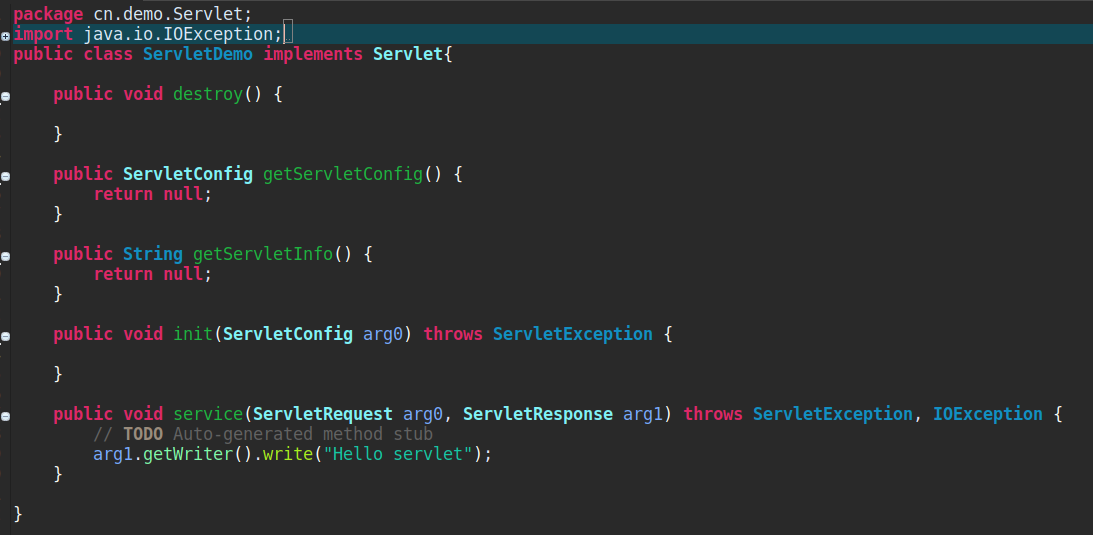 package cn.demo.Servlet;
import java.io.IOException;
public class ServletDemo implements Servlet{
public void destroy() {
}
public ServletConfig getServletConfig() {
return null;
}
public String getServletInfo() {
return null;
}
public void init(ServletConfig arg0) throws ServletException {
}
public void service(ServletRequest arg0, ServletResponse arg1) throws ServletException, IOException {
// TODO Auto-generated method stub
arg1.getWriter().write("Hello servlet");
}
}